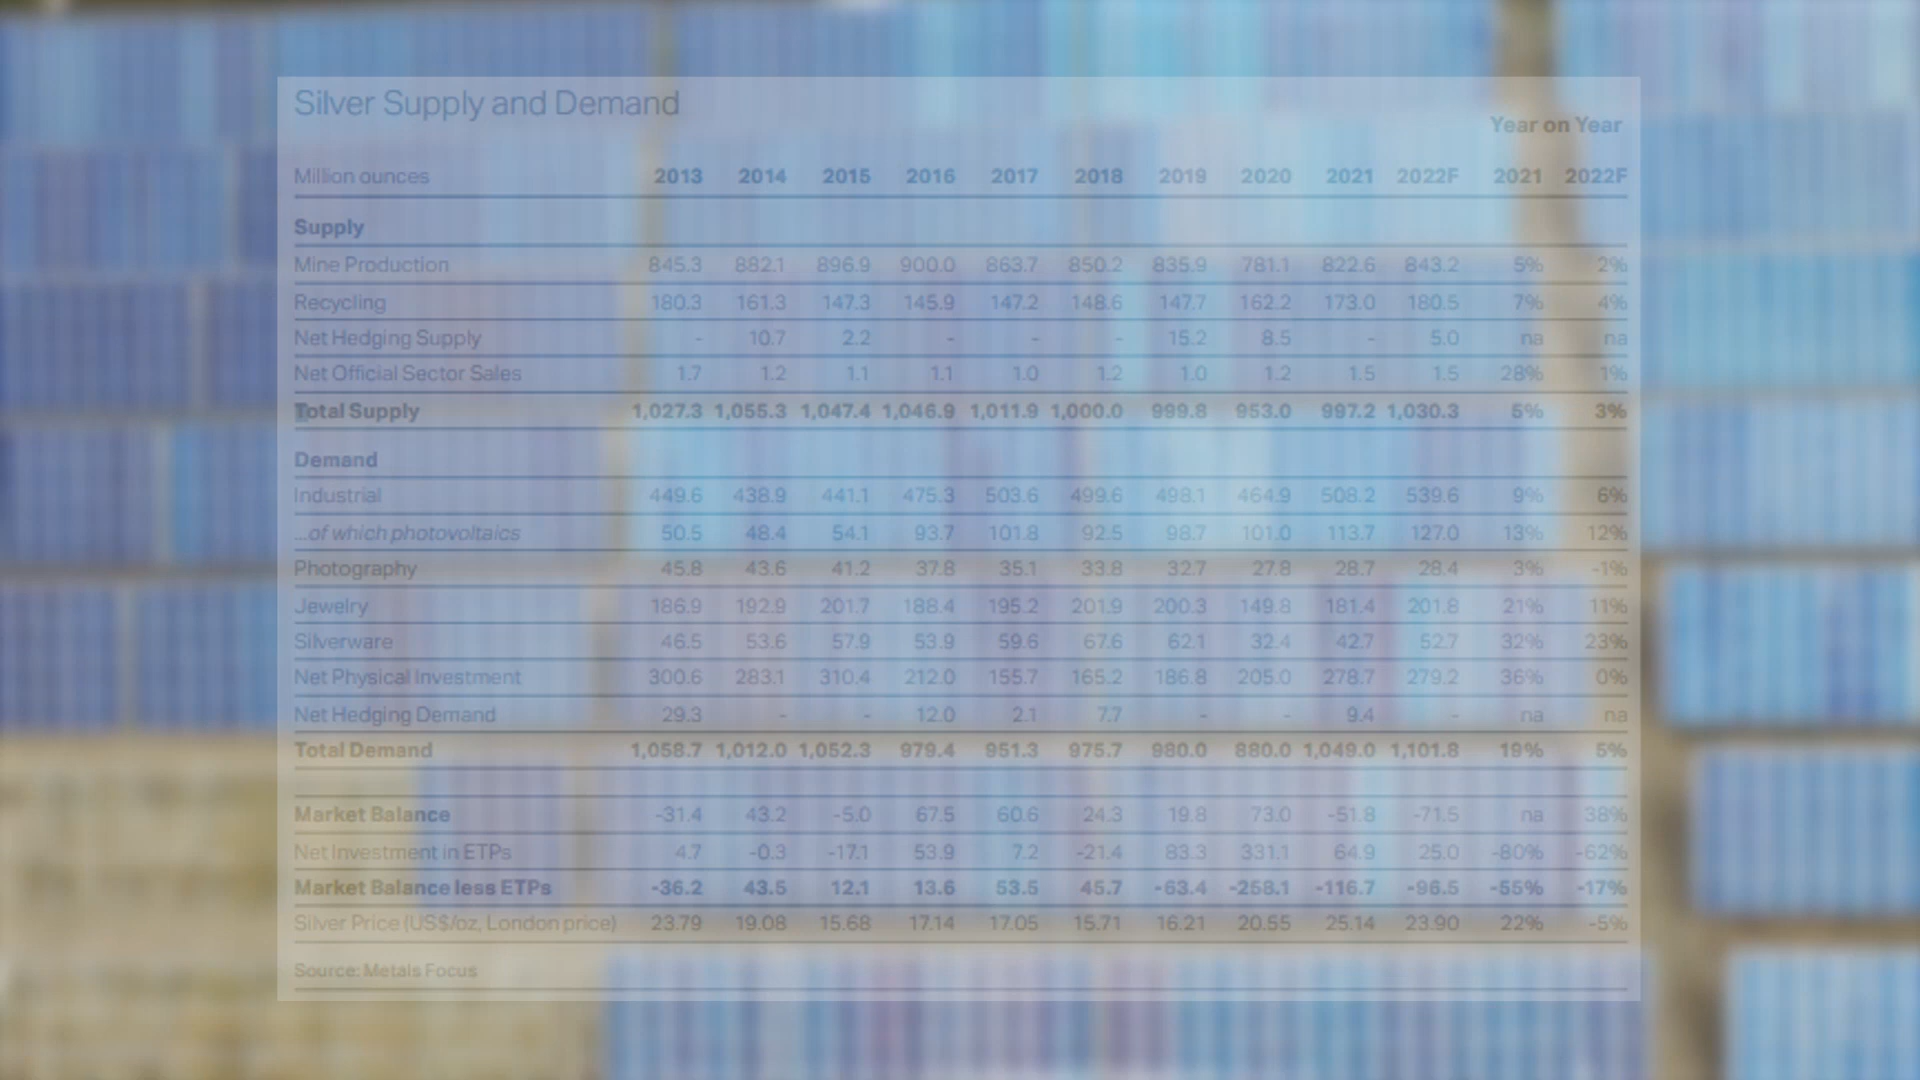 Silver Supply and Demand
Year on Year
Million ounces 2013 2014 2015 2016 2017 2018 2019 2020 2021 2022F 2021 2022F
Supply
Mine Production 845.3 882.1 896.9 900.0 863.7 850.2 835.9 781.1 822.6 843.2 5% 2%
Recycling 180.3 161.3 147.3 145.9 147.2 148.6 147.7 162.2 173.0 180.5 7% 4%
Net Hedging Supply - 10.7 2.2 - - - 15.2 8.5 - 5.0 na na
Net Official Sector Sales 1.7 1.2 1.1 1.1 1.0 1.2 1.0 1.2 1.5 1.5 28% 1%
Total Supply 1,027.3 1,055.3 1,047.4 1,046.9 1,011.9 1,000.0 999.8 953.0 997.2 1,030.3 5% 3%
Demand
Industrial 449.6 438.9 441.1 475.3 503.6 499.6 498.1 464.9 508.2 539.6 9% 6%
...of which photovoltaics 50.5 48.4 54.1 93.7 101.8 92.5 98.7 101.0 113.7 127.0 13% 12%
Photography 45.8 43.6 41.2 37.8 35.1 33.8 32.7 27.8 28.7 28.4 3% -1%
Jewelry 186.9 192.9 201.7 188.4 195.2 201.9 200.3 149.8 181.4 201.8 21% 11%
Silverware 46.5 53.6 57.9 53.9 59.6 67.6 62.1 32.4 42.7 52.7 32% 23%
Net Physical Investment 300.6 283.1 310.4 212.0 155.7 165.2 186.8 205.0 278.7 279.2 36% 0%
Net Hedging Demand 29.3 - - 12.0 2.1 7.7 - - 9.4 - na na
Total Demand 1,058.7 1,012.0 1,052.3 979.4 951.3 975.7 980.0 880.0 1,049.0 1,101.8 19% 5%
Market Balance -31.4 43.2 -5.0 67.5 60.6 24.3 19.8 73.0 -51.8 -71.5 na 38%
Net Investment in ETPs 4.7 -0.3 -17.1 53.9 7.2 -21.4 83.3 331.1 64.9 25.0 -80% -62%
Market Balance less ETPs -36.2 43.5 12.1 13.6 53.5 45.7 -63.4 -258.1 -116.7 -96.5 -55% -17%
Silver Price (US$/oz, London price) 23.79 19.08 15.68 17.14 17.05 15.71 16.21 20.55 25.14 23.90 22% -5%
Source: Metals Focus